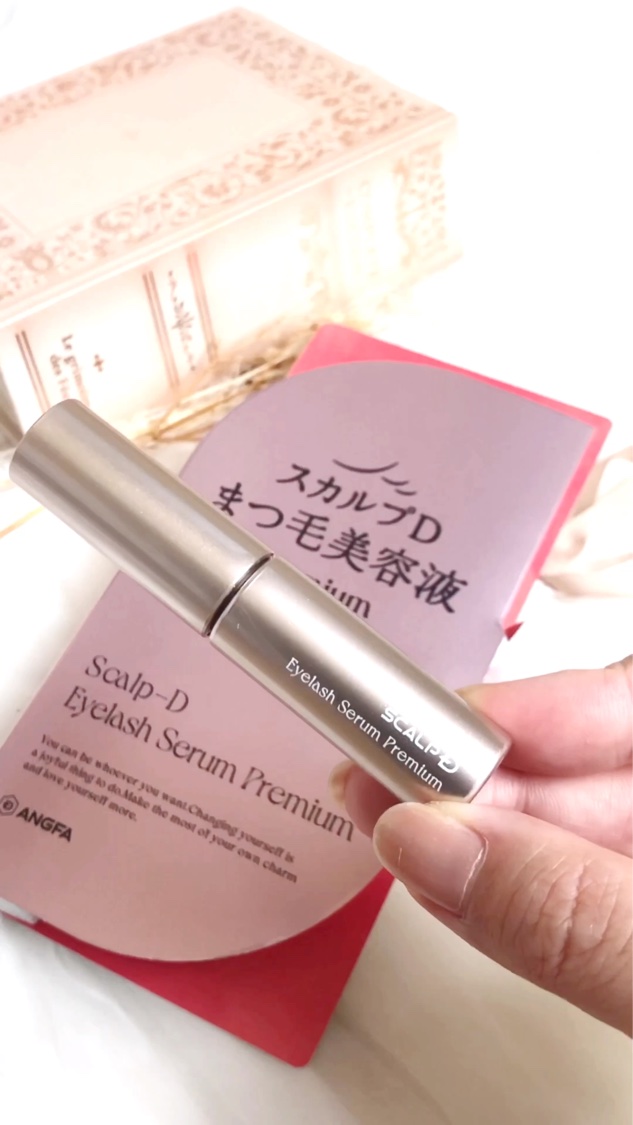 スカルプD
まつ毛美容液
mium
Scalp-D
Eyelash Serum Premium
You can be whoever you want.Changing yourself is
a joyful thing to do.Make the most of your own charm
and love yourself more.
ANGFA
SCALP D
Eyelash Serum Premium